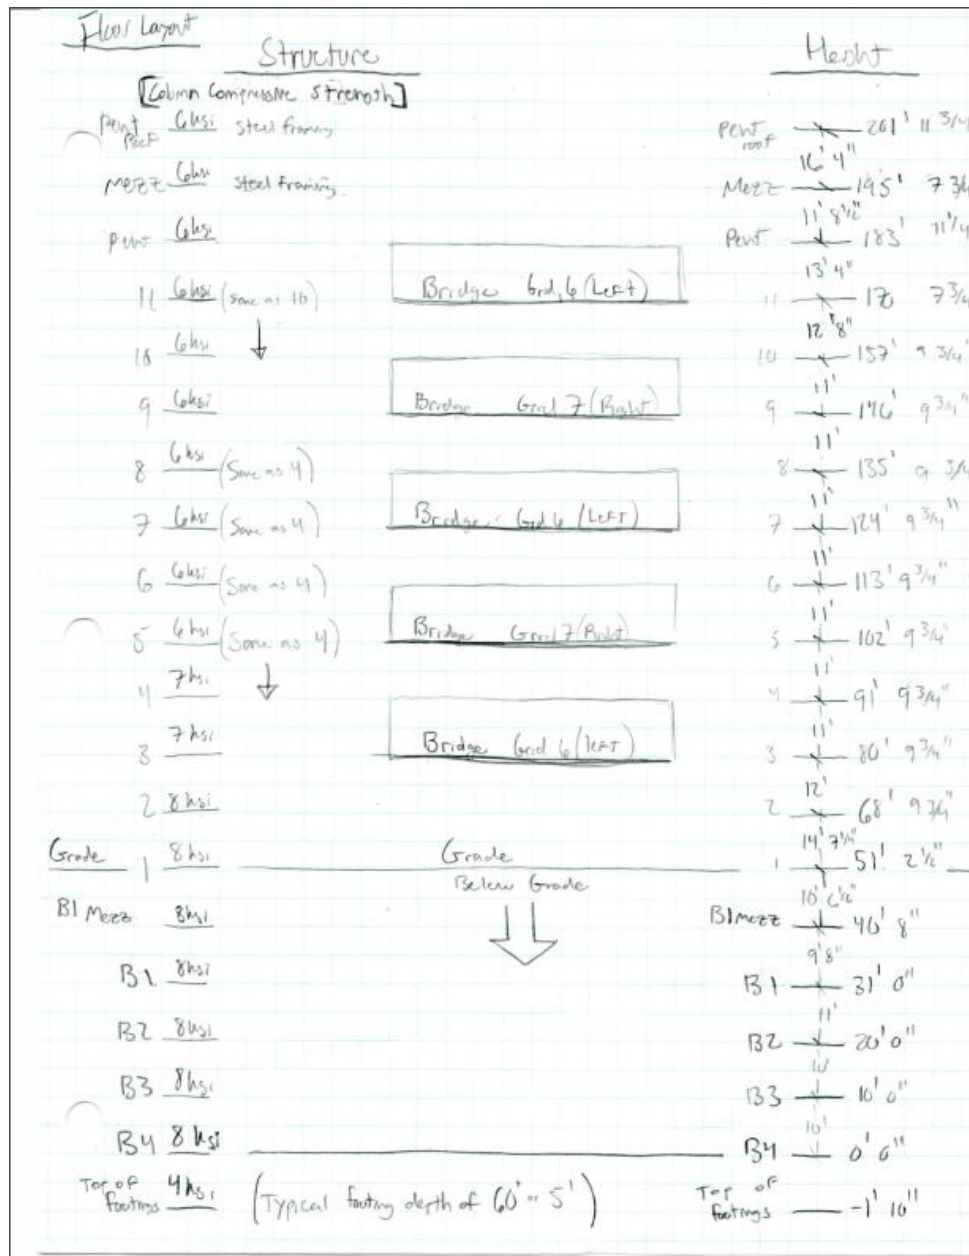 Floor Layout
Structure Height
[Column Compressive Strength]
Pent Roof 6ksi steel framing Pent roof 201' 11 3/4
16' 4"
Mezz 6ksi steel framing Mezz 195' 7 3/4
11' 8 1/2"
Pent 6ksi Pent 183' 11 1/4
13' 4"
11 6ksi (Same as 10) Bridge Grid 6 (Left) 11 170 7 3/4
12' 8"
10 6ksi 10 157' 9 3/4"
11'
9 6ksi Bridge Grid 7 (Right) 9 146' 9 3/4"
11'
8 6ksi (Same as 4) 8 135' 9 3/4
11'
7 6ksi (Same as 4) Bridge Grid 6 (Left) 7 124' 9 3/4"
11'
6 6ksi (Same as 4) 6 113' 9 3/4"
11'
5 6ksi (Same as 4) Bridge Grid 7 (Right) 5 102' 9 3/4"
11'
4 7ksi 4 91' 9 3/4"
11'
3 7ksi Bridge Grid 6 (left) 3 80' 9 3/4"
12'
2 8ksi 2 68' 9 3/4"
14' 7 1/4"
Grade 1 8ksi Grade 1 51' 2 1/2"
Below Grade
10' 6 1/2"
B1 Mezz 8ksi B1 Mezz 40' 8"
9' 8"
B1 8ksi B1 31' 0"
11'
B2 8ksi B2 20' 0"
10'
B3 8ksi B3 10' 0"
10'
B4 8ksi B4 0' 0"
Top of footings 4ksi (Typical footing depth of 60' or 5') Top of footings -1' 10"